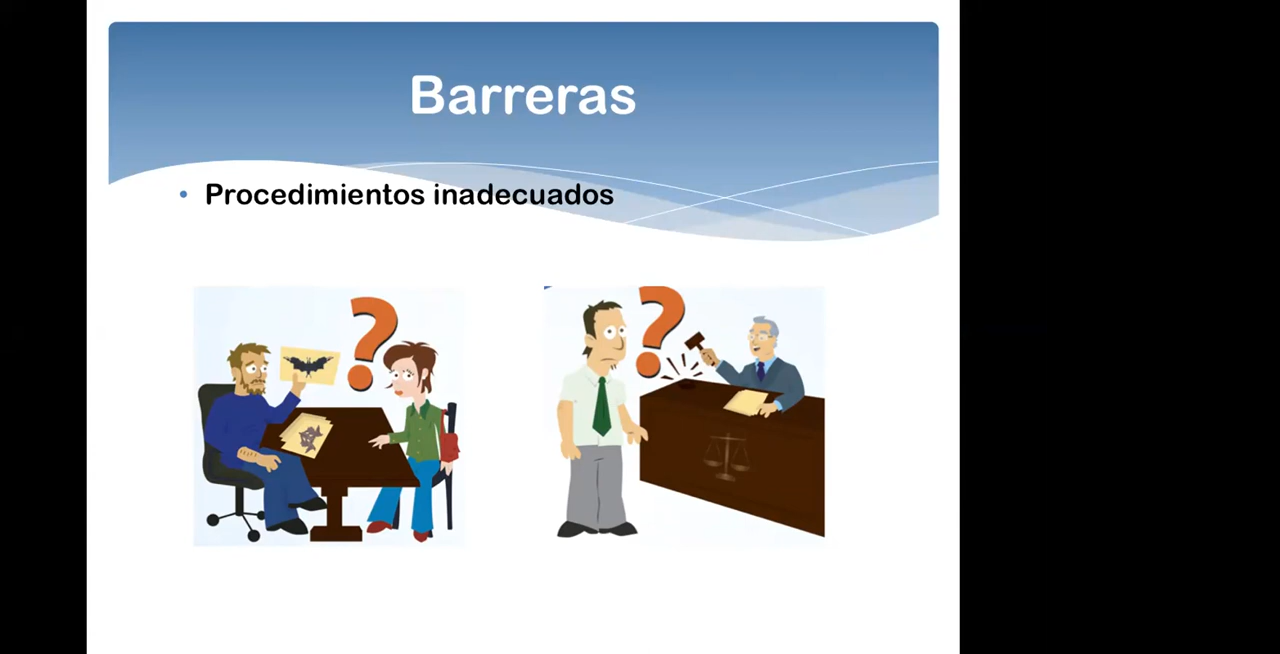 Barreras
• Procedimientos inadecuados
? ?